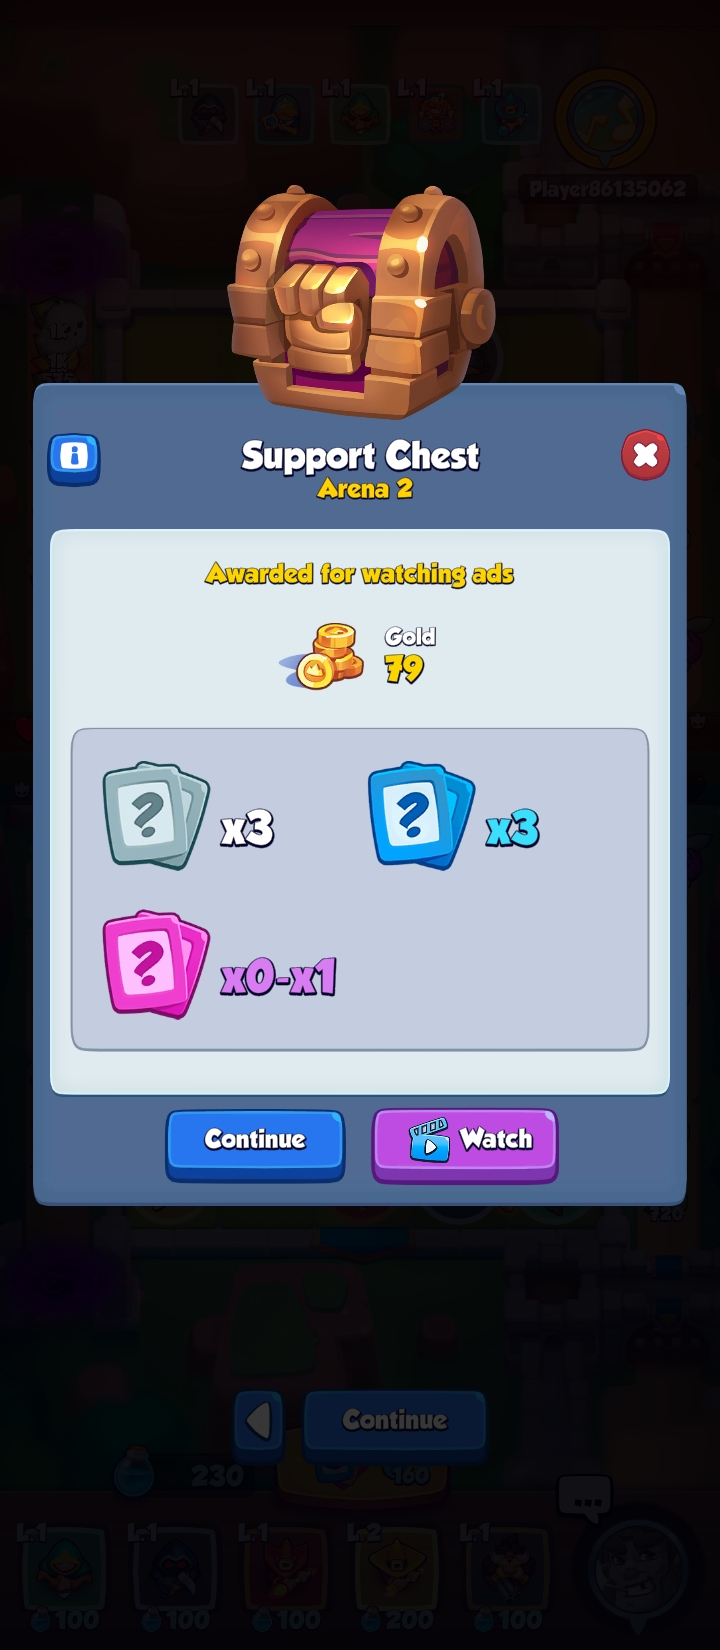 Lv.1 Lv.1 Lv.1 Lv.1 Lv.1
Player86135062
Support Chest
Arena 2
Awarded for watching ads
Gold
79
? x3
? x3
? x0-x1
Continue
Watch
720
Continue
230
160
...
Lv.1 Lv.1 Lv.1 Lv.2 Lv.1
100 100 100 200 100